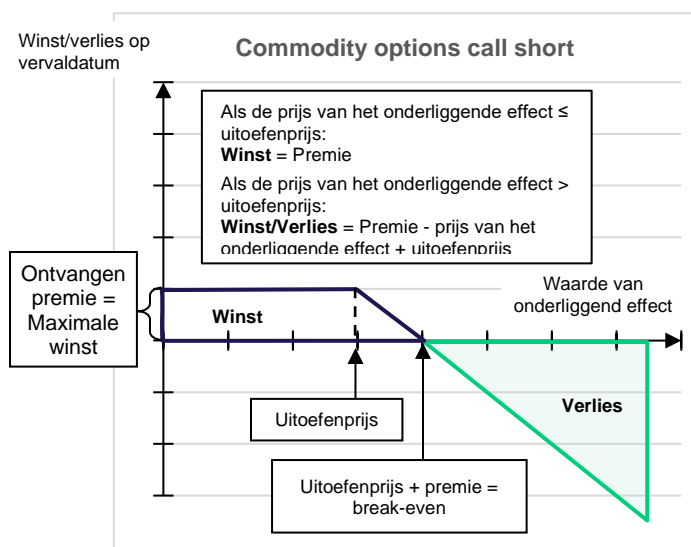 Winst/verlies op
vervaldatum
Commodity options call short
Als de prijs van het onderliggende effect ≤
uitoefenprijs:
Winst = Premie
Als de prijs van het onderliggende effect >
uitoefenprijs:
Winst/Verlies = Premie - prijs van het
onderliggende effect + uitoefenprijs
Ontvangen
premie =
Maximale
winst
Winst
Waarde van
onderliggend effect
Uitoefenprijs
Verlies
Uitoefenprijs + premie =
break-even